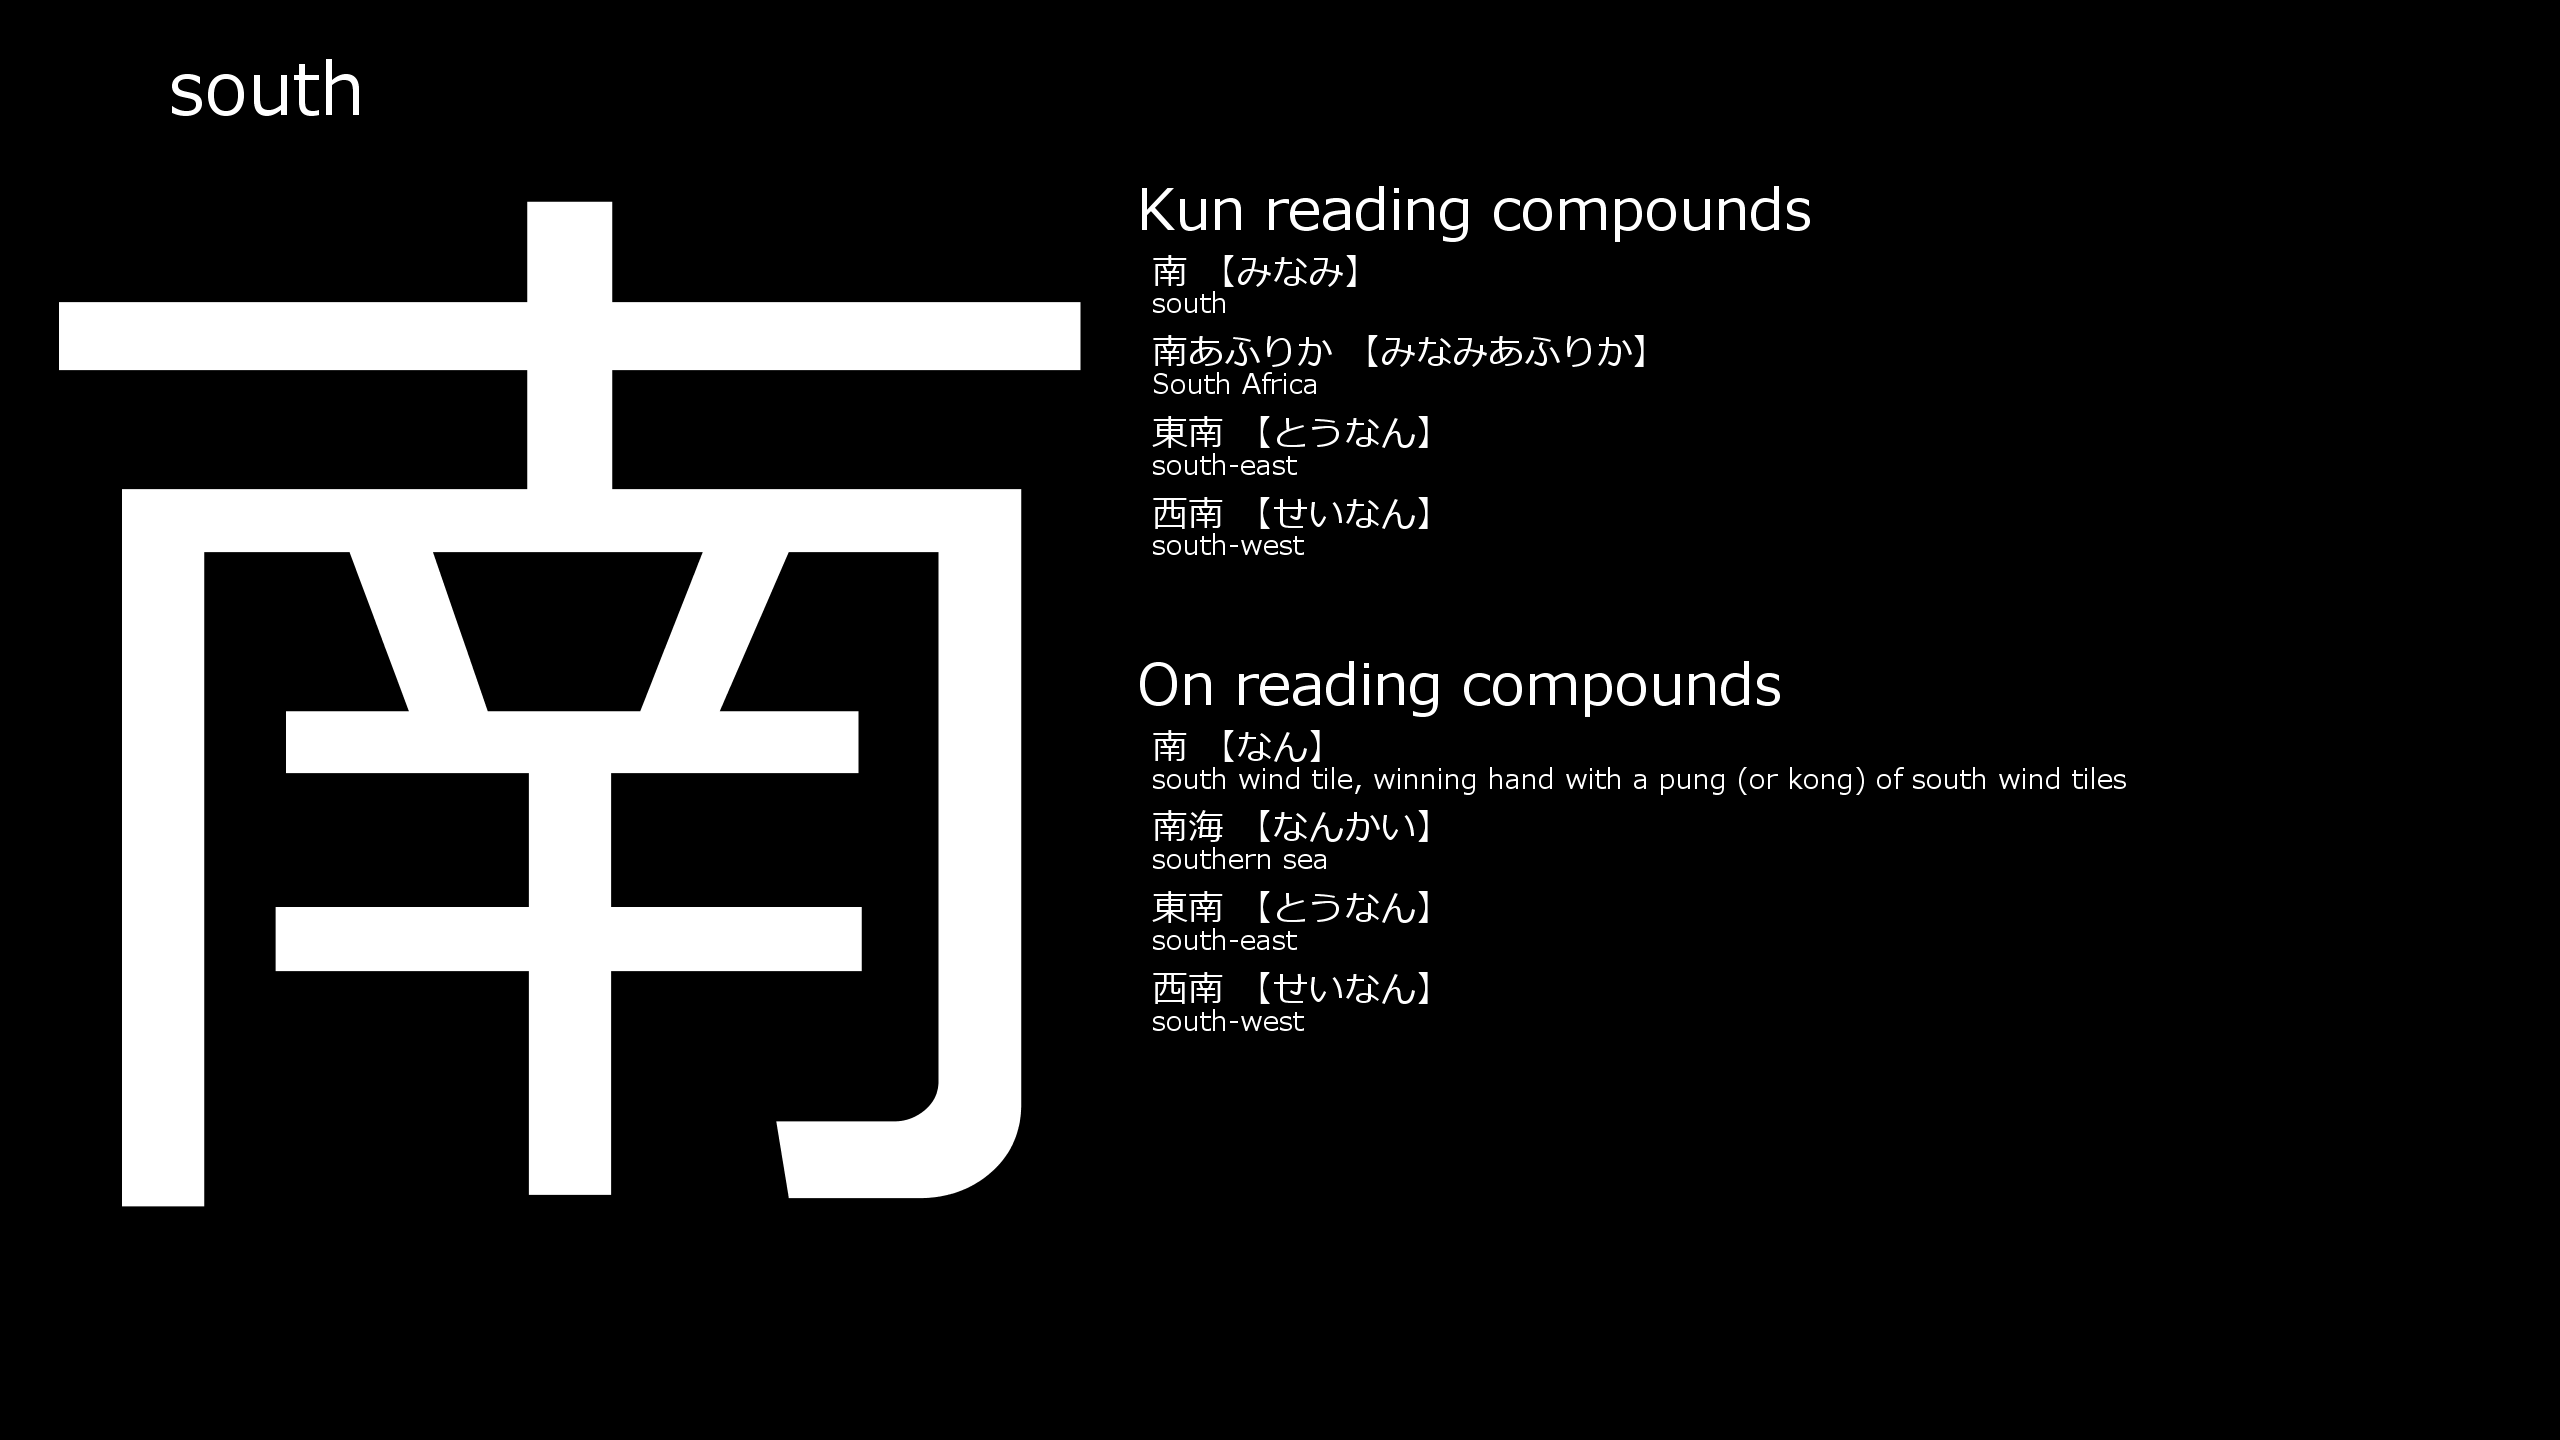 south
南
Kun reading compounds
南 【みなみ】
south
南あふりか 【みなみあふりか】
South Africa
東南 【とうなん】
south-east
西南 【せいなん】
south-west
On reading compounds
南 【なん】
south wind tile, winning hand with a pung (or kong) of south wind tiles
南海 【なんかい】
southern sea
東南 【とうなん】
south-east
西南 【せいなん】
south-west